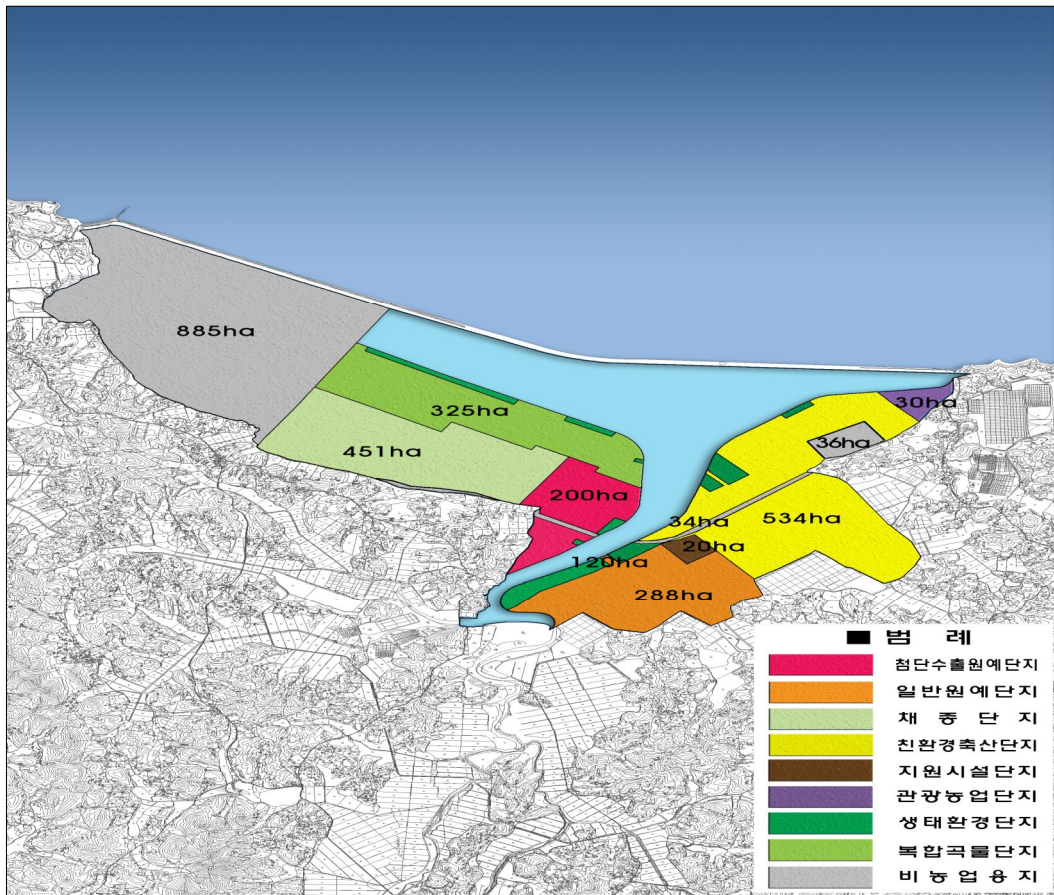 885ha
325ha
30ha
36ha
451ha
200ha
34ha
534ha
20ha
120ha
288ha
■ 범 례
첨단수출원예단지
일반원예단지
채 종 단 지
친환경축산단지
지원시설단지
관광농업단지
생태환경단지
복합곡물단지
비농업용지